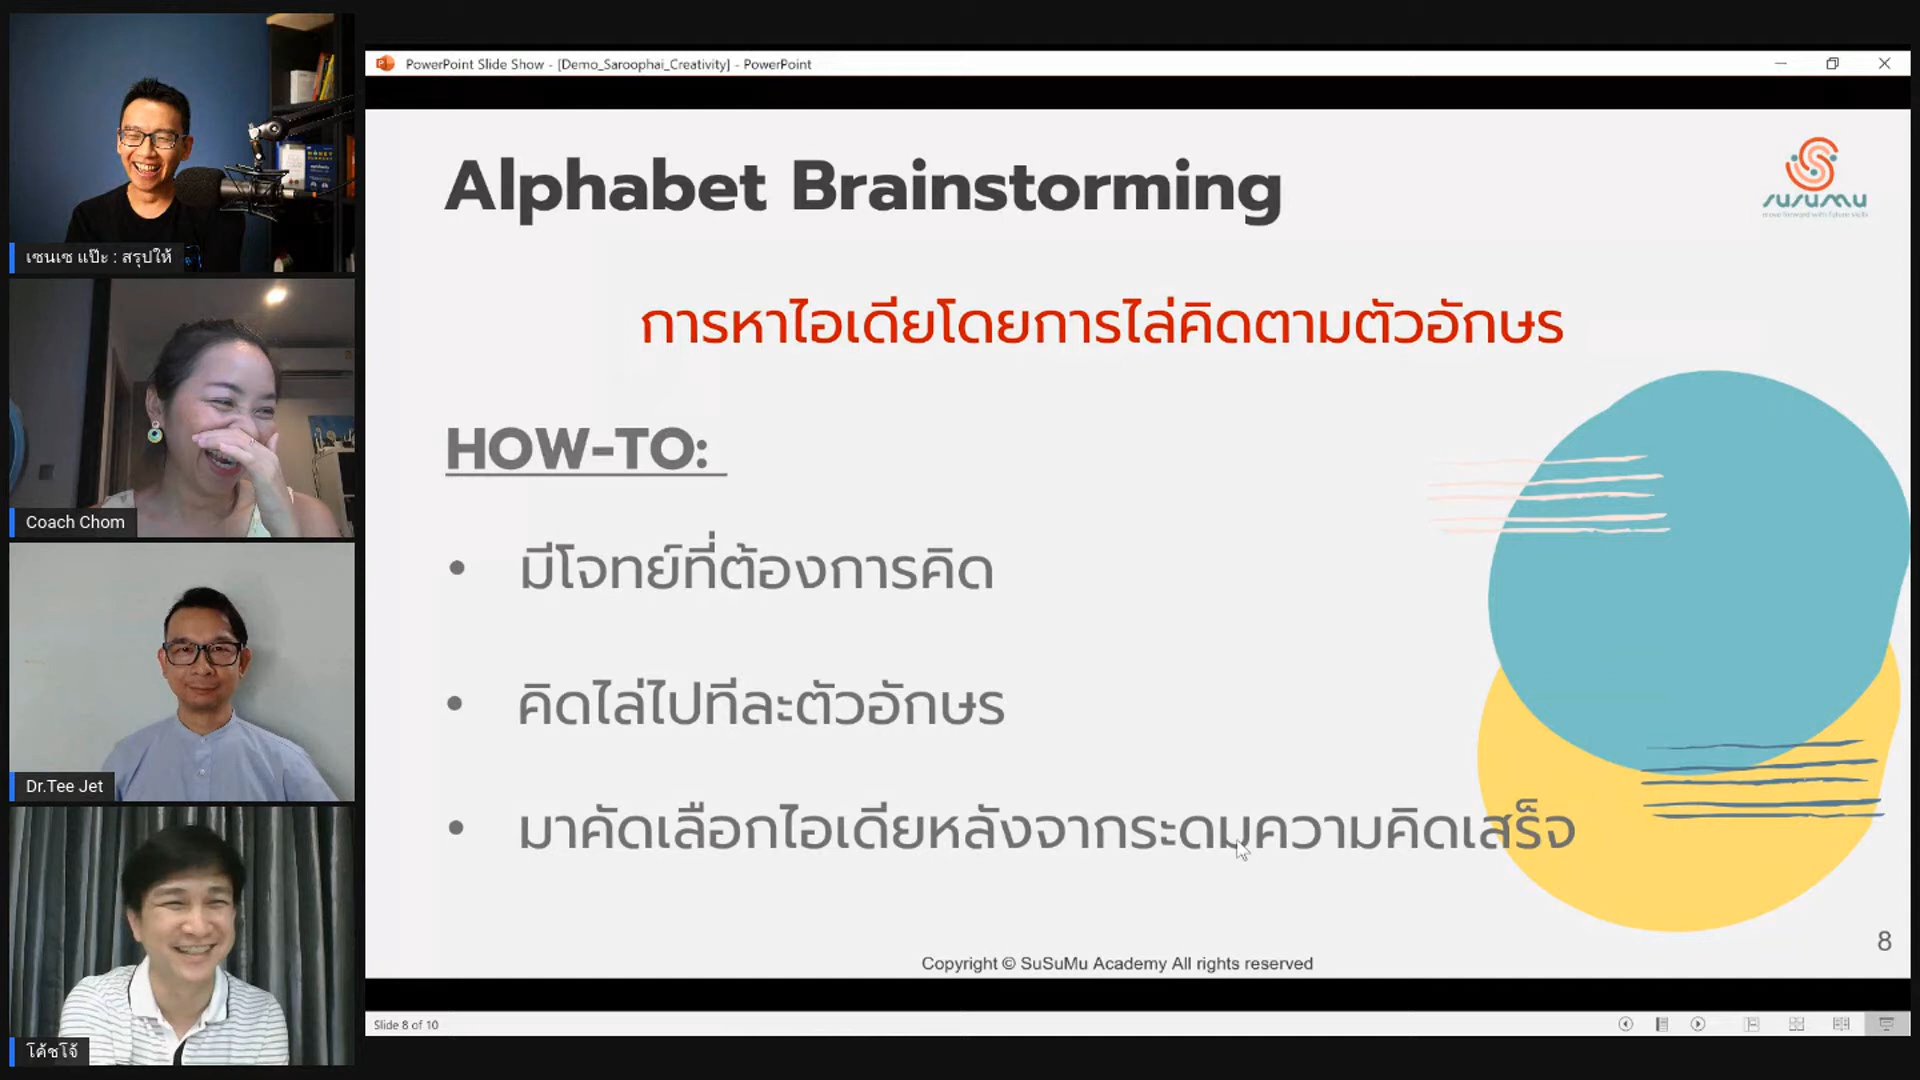 PowerPoint Slide Show - [Demo_Saroophai_Creativity] - PowerPoint
Alphabet Brainstorming
susumu
move forward with future skills
การหาไอเดียโดยการไล่คิดตามตัวอักษร
HOW-TO:
• มีโจทย์ที่ต้องการคิด
• คิดไล่ไปทีละตัวอักษร
• มาคัดเลือกไอเดียหลังจากระดมความคิดเสร็จ
8
Copyright © SuSuMu Academy All rights reserved
Slide 8 of 10
เซนเซ แป๊ะ : สรุปให้
Coach Chom
Dr.Tee Jet
โค้ชโจ้